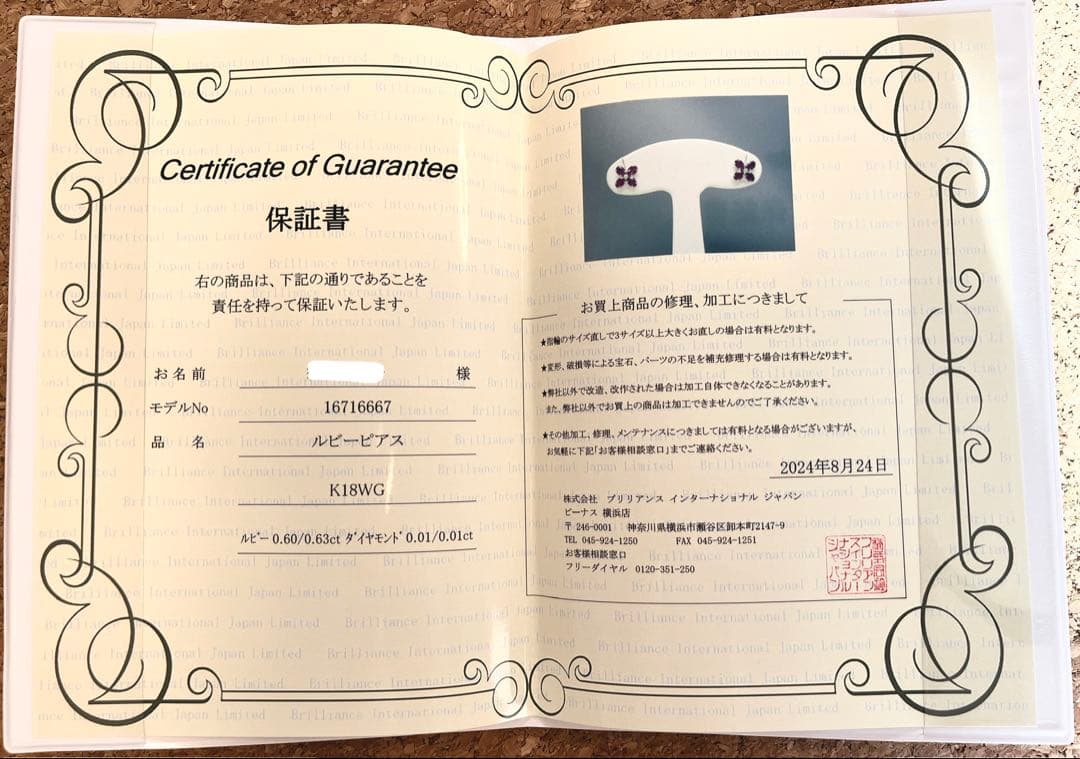 Certificate of Guarantee
保証書
右の商品は、下記の通りであることを
責任を持って保証いたします。
お名前 様
モデルNo 16716667
品 名 ルビーピアス
K18WG
ルビー 0.60/0.63ct ダイヤモンド 0.01/0.01ct
お買上商品の修理、加工につきまして
★指輪のサイズ直しで3サイズ以上大きくお直しの場合は有料となります。
★変形、破損等による宝石、パーツの不足を補充修理する場合は有料となります。
★弊社以外で改造、改作された場合は加工自体できなくなることがあります。
また、弊社以外でお買上の商品は加工できませんのでご了承ください。
★その他加工、修理、メンテナンスにつきましては有料となる場合がございますが、
お気軽に下記「お客様相談窓口」までご連絡ください。
2024年8月24日
株式会社 ブリリアンス インターナショナル ジャパン
ビーナス 横浜店
〒 246-0001 神奈川県横浜市瀬谷区卸本町2147-9
TEL 045-924-1250 FAX 045-924-1251
お客様相談窓口
フリーダイヤル 0120-351-250